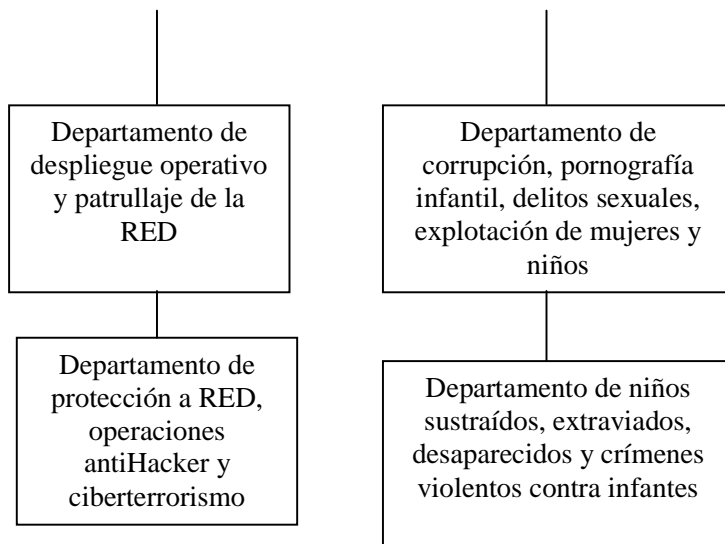 Departamento de
despliegue operativo
y patrullaje de la
RED
Departamento de
corrupción, pornografía
infantil, delitos sexuales,
explotación de mujeres y
niños
Departamento de
protección a RED,
operaciones
antiHacker y
ciberterrorismo
Departamento de niños
sustraídos, extraviados,
desaparecidos y crímenes
violentos contra infantes